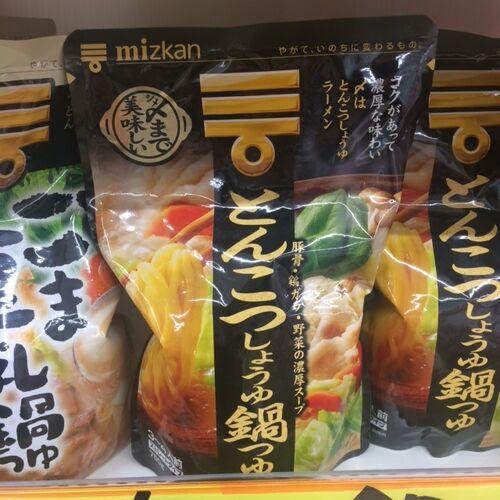 mizkan
やがて、いのちに変わるもの。
〆まで
美味しい
コクがあって
濃厚な味わい
〆は
とんこつしょうゆ
ラーメン
とんこつしょうゆ鍋つゆ
豚骨・鶏ガラ・野菜の濃厚スープ
mizkan
とんこつしょうゆ鍋つゆ
ごま
豆乳鍋